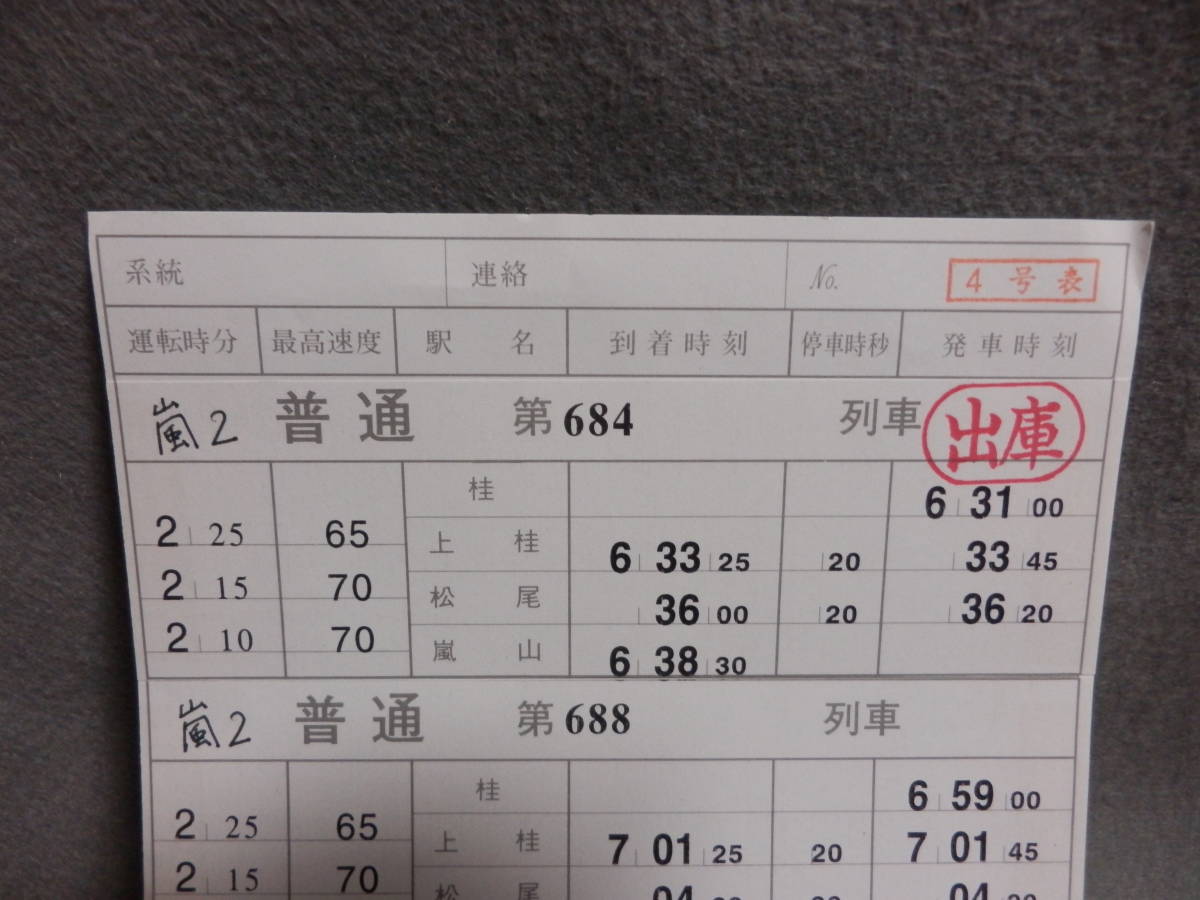 系統 連絡 No. 4号表
運転時分 最高速度 駅名 到着時刻 停車時秒 発車時刻
嵐2 普通 第684列車 出庫
桂 6 31 00
2 25 65 上桂 6 33 25 20 33 45
2 15 70 松尾 36 00 20 36 20
2 10 70 嵐山 6 38 30
嵐2 普通 第688列車
桂 6 59 00
2 25 65 上桂 7 01 25 20 7 01 45
2 15 70 松 04 04